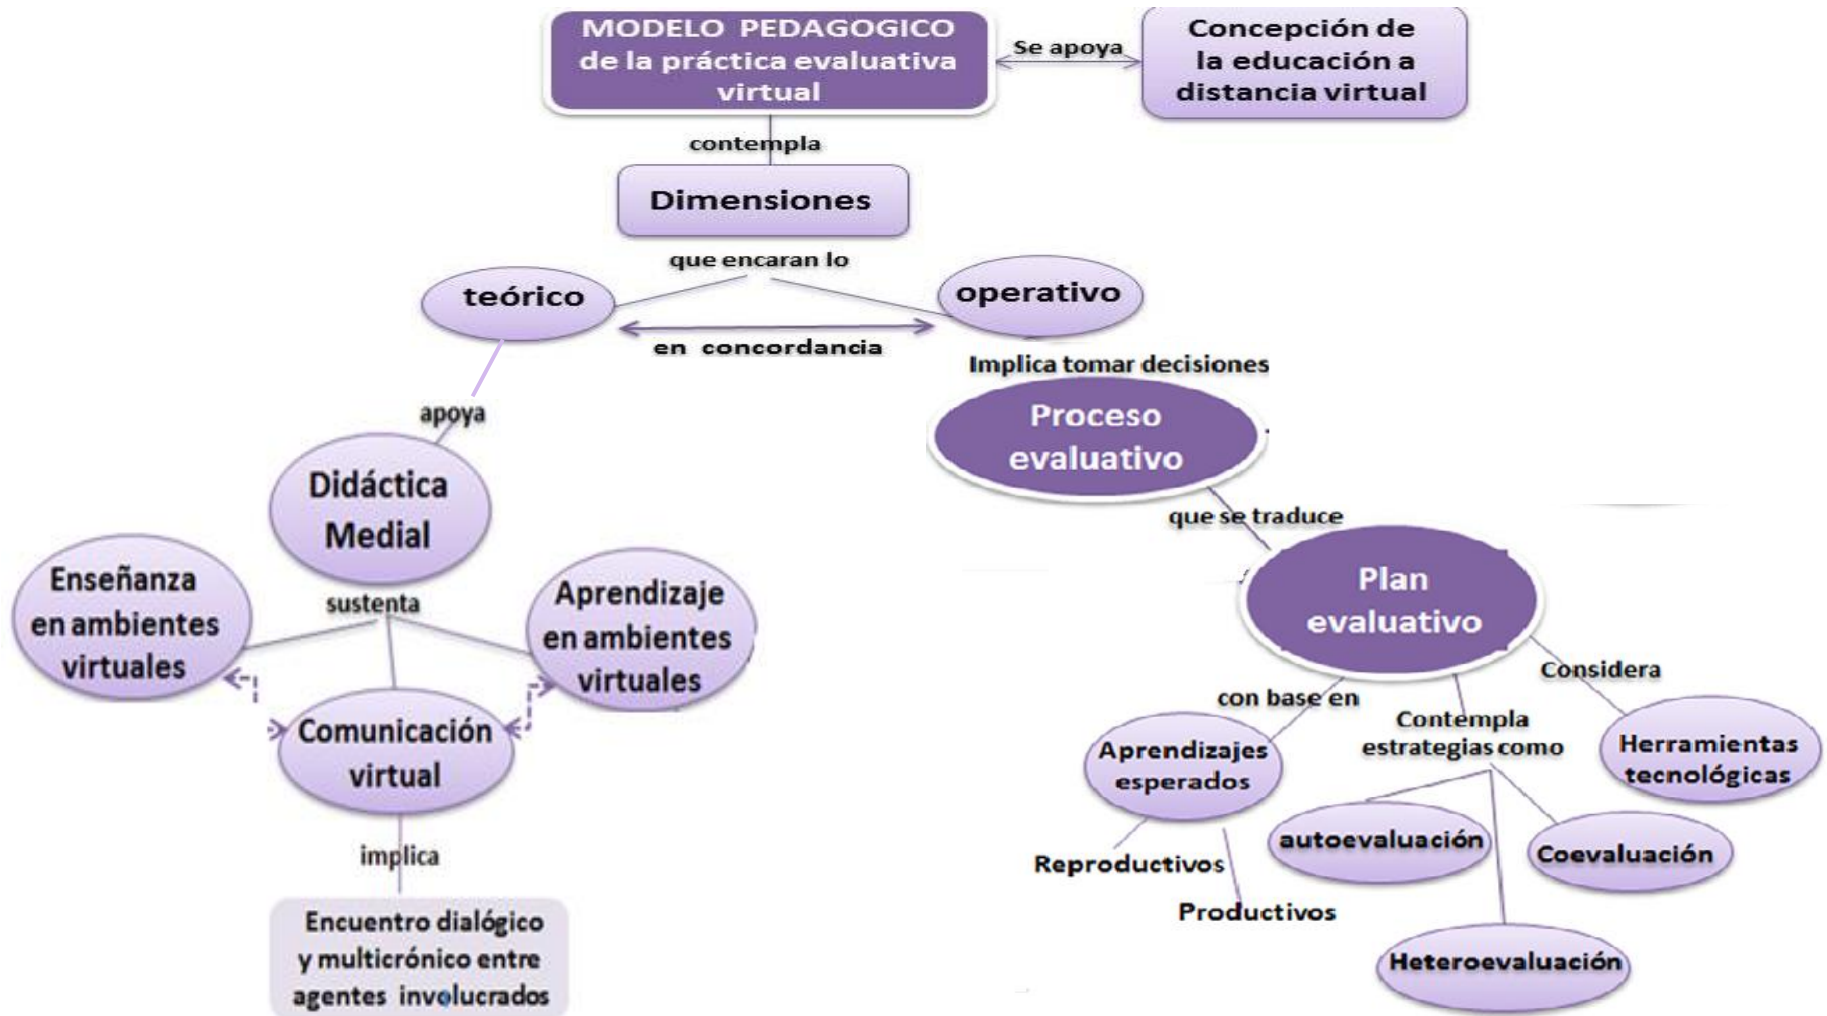 MODELO PEDAGOGICO
de la práctica evaluativa
virtual
Se apoya
Concepción de
la educación a
distancia virtual
contempla
Dimensiones
que encaran lo
teórico
operativo
en concordancia
Implica tomar decisiones
apoya
Proceso
evaluativo
Didáctica
Medial
que se traduce
Enseñanza
en ambientes
virtuales
sustenta
Aprendizaje
en ambientes
virtuales
Plan
evaluativo
Comunicación
virtual
con base en
Contempla
estrategias como
Considera
Aprendizajes
esperados
Herramientas
tecnológicas
autoevaluación
Coevaluación
Reproductivos
Productivos
Heteroevaluación
implica
Encuentro dialógico
y multicrónico entre
agentes involucrados